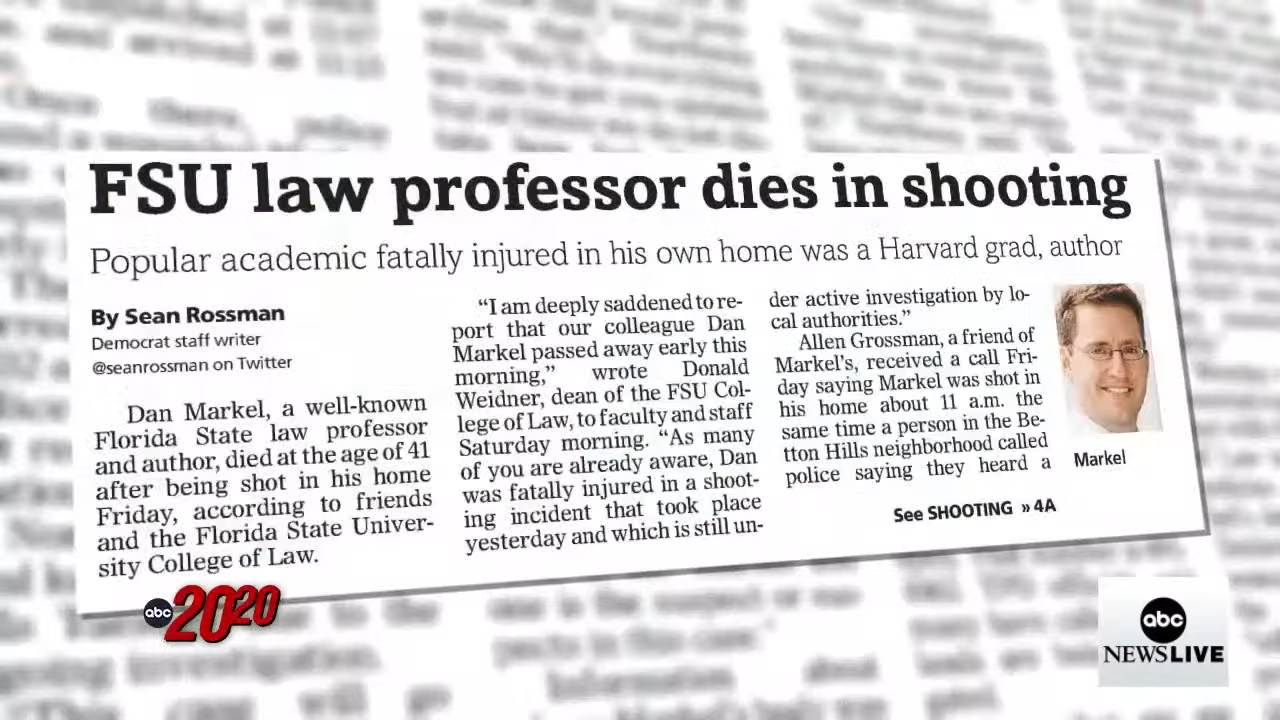 FSU law professor dies in shooting
Popular academic fatally injured in his own home was a Harvard grad, author
By Sean Rossman
Democrat staff writer
@seanrossman on Twitter
Dan Markel, a well-known
Florida State law professor
and author, died at the age of 41
after being shot in his home
Friday, according to friends
and the Florida State Univer-
sity College of Law.
“I am deeply saddened to re-
port that our colleague Dan
Markel passed away early this
morning,” wrote Donald
Weidner, dean of the FSU Col-
lege of Law, to faculty and staff
Saturday morning. “As many
of you are already aware, Dan
was fatally injured in a shoot-
ing incident that took place
yesterday and which is still un-
der active investigation by lo-
cal authorities.”
Allen Grossman, a friend of
Markel’s, received a call Fri-
day saying Markel was shot in
his home about 11 a.m. the
same time a person in the Be-
tton Hills neighborhood called
police saying they heard a
See SHOOTING » 4A
Markel
abc 20/20
abc
NEWSLIVE